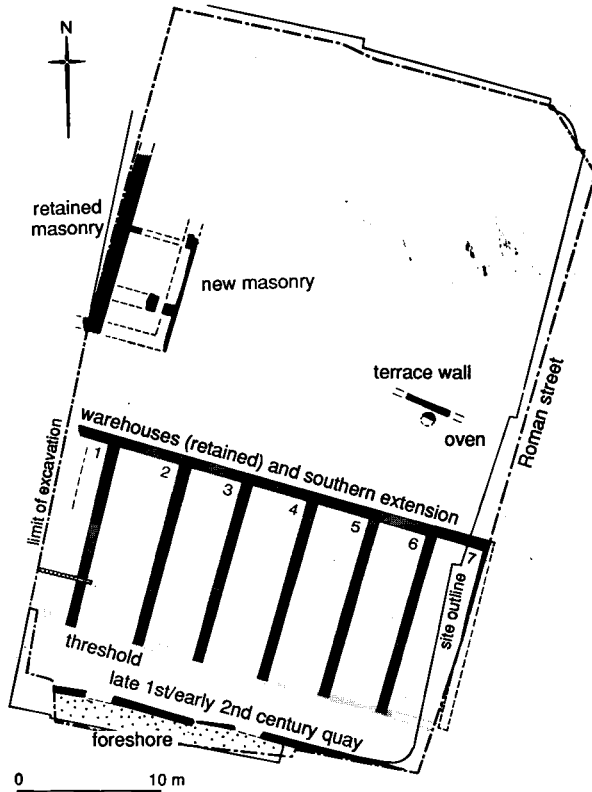 N
retained
masonry
new masonry
terrace wall
oven
Roman street
warehouses (retained) and southern extension
limit of excavation
1
2
3
4
5
6
7
site outline
threshold
late 1st/early 2nd century quay
foreshore
0 10 m